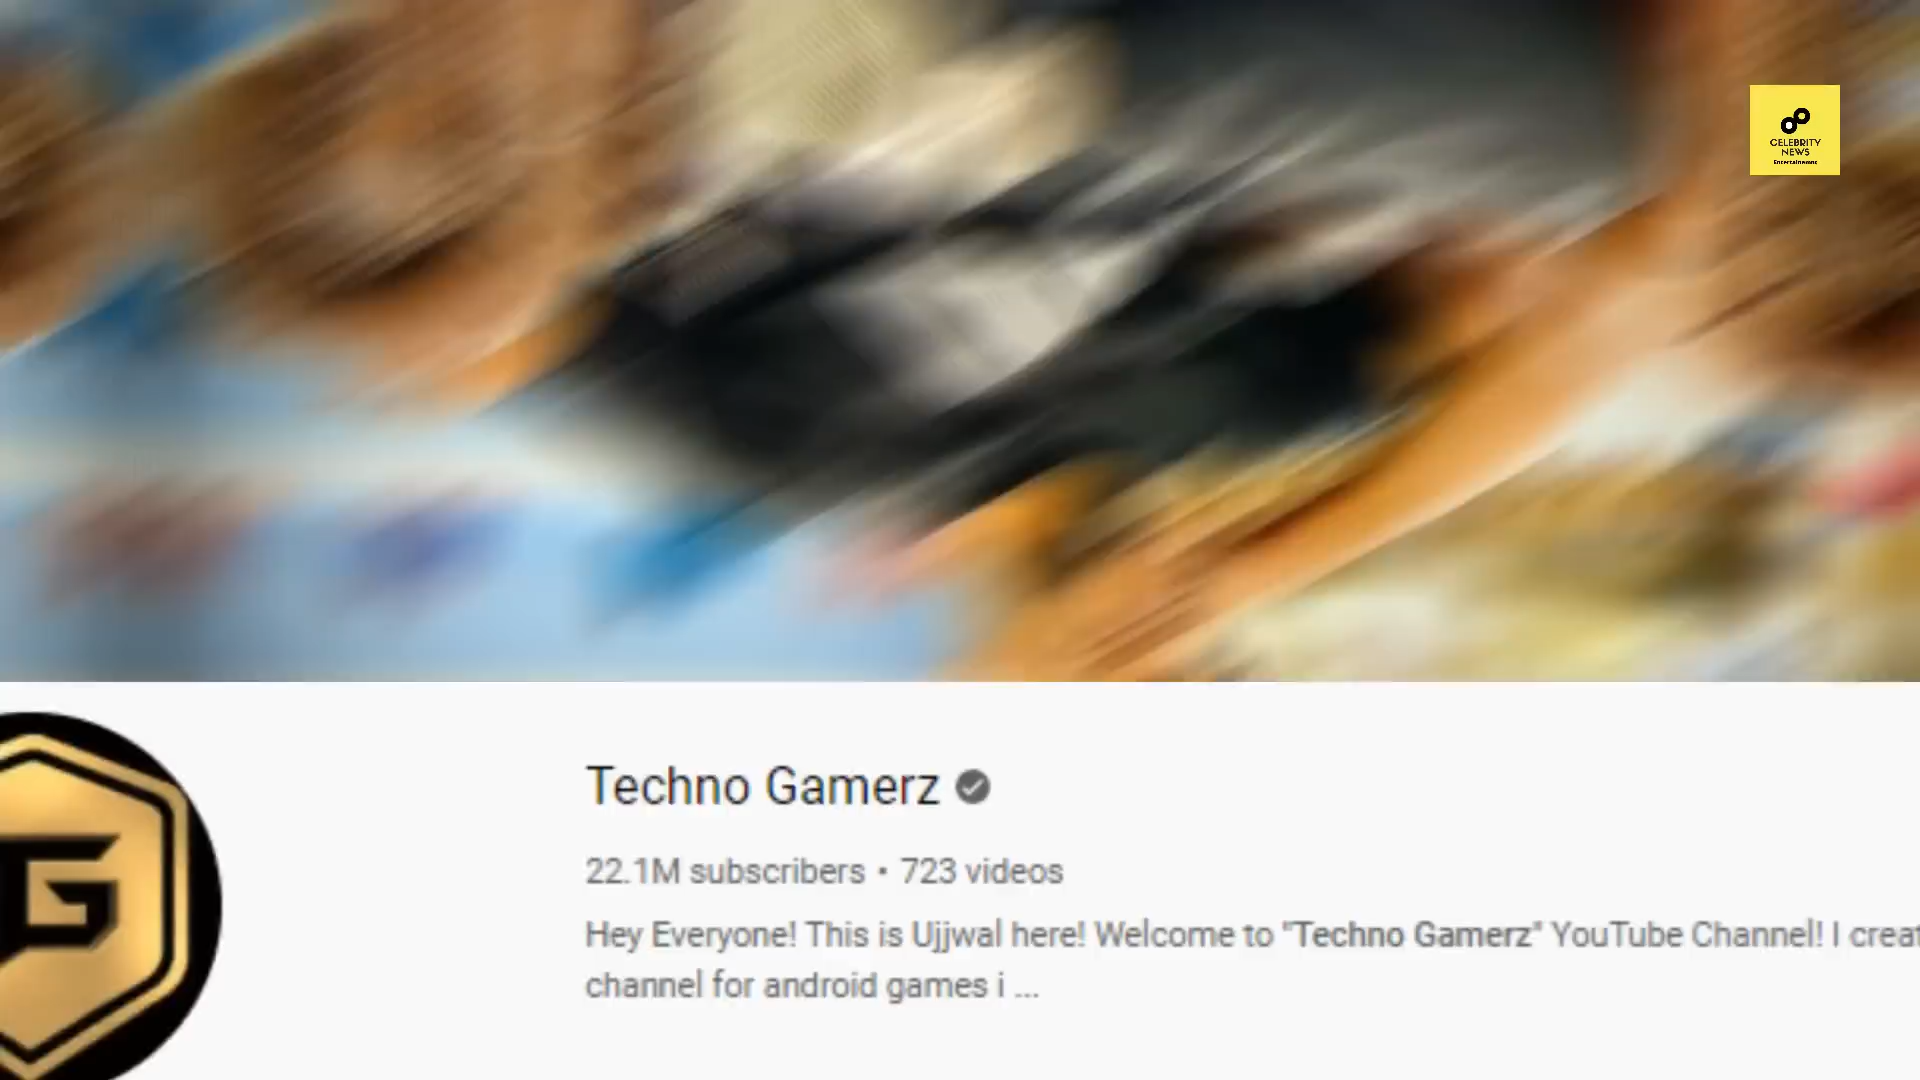 CELEBRITY
NEWS
Entertainemnt
Techno Gamerz
22.1M subscribers • 723 videos
Hey Everyone! This is Ujjwal here! Welcome to "Techno Gamerz" YouTube Channel! I creat
channel for android games i ...